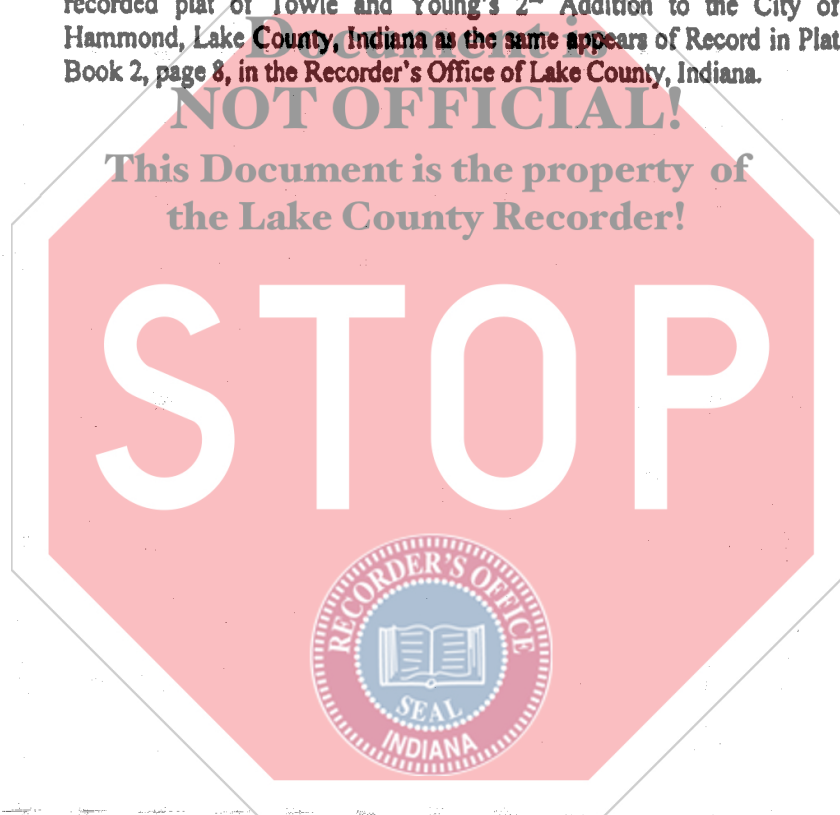 recorded plat of Towle and Young's 2nd Addition to the City of
Hammond, Lake County, Indiana as the same appears of Record in Plat
Book 2, page 8, in the Recorder's Office of Lake County, Indiana.
Document is
NOT OFFICIAL!
This Document is the property of
the Lake County Recorder!
STOP
RECORDER'S OFFICE
SEAL
INDIANA